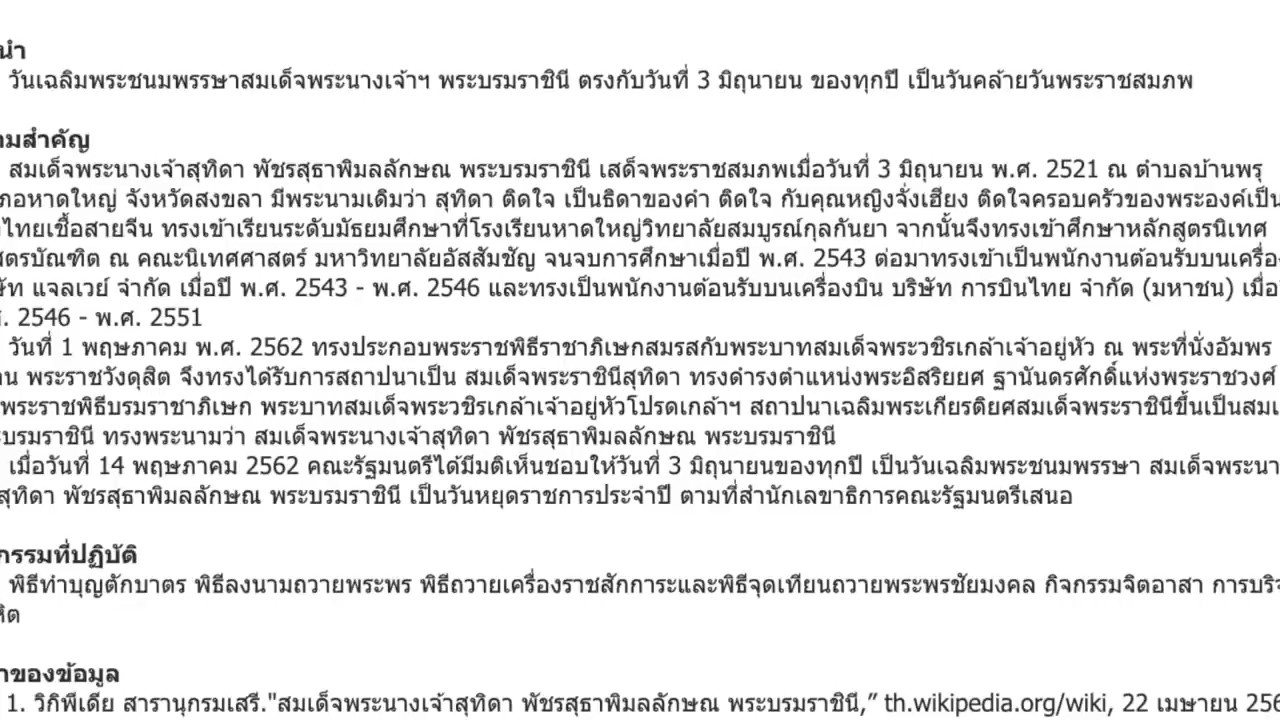 นำ
วันเฉลิมพระชนมพรรษาสมเด็จพระนางเจ้าฯ พระบรมราชินี ตรงกับวันที่ 3 มิถุนายน ของทุกปี เป็นวันคล้ายวันพระราชสมภพ
ามสำคัญ
สมเด็จพระนางเจ้าสุทิดา พัชรสุธาพิมลลักษณ พระบรมราชินี เสด็จพระราชสมภพเมื่อวันที่ 3 มิถุนายน พ.ศ. 2521 ณ ตำบลบ้านพรุ
เภอหาดใหญ่ จังหวัดสงขลา มีพระนามเดิมว่า สุทิดา ติดใจ เป็นธิดาของคำ ติดใจ กับคุณหญิงจั่งเฮียง ติดใจครอบครัวของพระองค์เป็น
ไทยเชื้อสายจีน ทรงเข้าเรียนระดับมัธยมศึกษาที่โรงเรียนหาดใหญ่วิทยาลัยสมบูรณ์กุลกันยา จากนั้นจึงทรงเข้าศึกษาหลักสูตรนิเทศ
สตรบัณฑิต ณ คณะนิเทศศาสตร์ มหาวิทยาลัยอัสสัมชัญ จนจบการศึกษาเมื่อปี พ.ศ. 2543 ต่อมาทรงเข้าเป็นพนักงานต้อนรับบนเครื่อง
ษัท แจลเวย์ จำกัด เมื่อปี พ.ศ. 2543 - พ.ศ. 2546 และทรงเป็นพนักงานต้อนรับบนเครื่องบิน บริษัท การบินไทย จำกัด (มหาชน) เมื่อ
ศ. 2546 - พ.ศ. 2551
วันที่ 1 พฤษภาคม พ.ศ. 2562 ทรงประกอบพระราชพิธีราชาภิเษกสมรสกับพระบาทสมเด็จพระวชิรเกล้าเจ้าอยู่หัว ณ พระที่นั่งอัมพร
าน พระราชวังดุสิต จึงทรงได้รับการสถาปนาเป็น สมเด็จพระราชินีสุทิดา ทรงดำรงตำแหน่งพระอิสริยยศ ฐานันดรศักดิ์แห่งพระราชวงศ์
พระราชพิธีบรมราชาภิเษก พระบาทสมเด็จพระวชิรเกล้าเจ้าอยู่หัวโปรดเกล้าฯ สถาปนาเฉลิมพระเกียรติยศสมเด็จพระราชินีขึ้นเป็นสมเ
ะบรมราชินี ทรงพระนามว่า สมเด็จพระนางเจ้าสุทิดา พัชรสุธาพิมลลักษณ พระบรมราชินี
เมื่อวันที่ 14 พฤษภาคม 2562 คณะรัฐมนตรีได้มีมติเห็นชอบให้วันที่ 3 มิถุนายนของทุกปี เป็นวันเฉลิมพระชนมพรรษา สมเด็จพระนา
สุทิดา พัชรสุธาพิมลลักษณ พระบรมราชินี เป็นวันหยุดราชการประจำปี ตามที่สำนักเลขาธิการคณะรัฐมนตรีเสนอ
กรรมที่ปฏิบัติ
พิธีทำบุญตักบาตร พิธีลงนามถวายพระพร พิธีถวายเครื่องราชสักการะและพิธีจุดเทียนถวายพระพรชัยมงคล กิจกรรมจิตอาสา การบริจ
หิต
าของข้อมูล
1. วิกิพีเดีย สารานุกรมเสรี."สมเด็จพระนางเจ้าสุทิดา พัชรสุธาพิมลลักษณ พระบรมราชินี,” th.wikipedia.org/wiki, 22 เมษายน 256